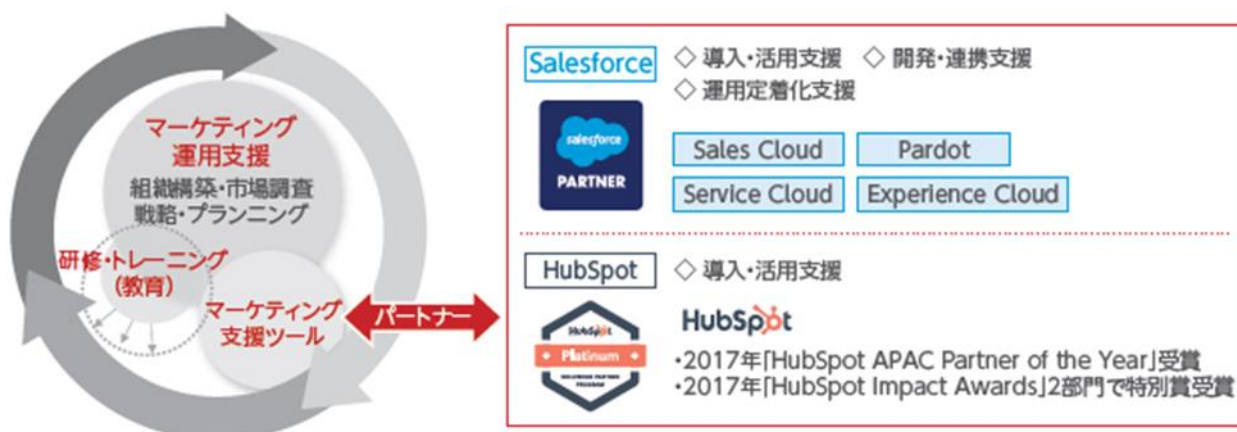 マーケティング
運用支援
組織構築・市場調査
戦略・プランニング
研修・トレーニング
(教育)
マーケティング
支援ツール
パートナー
Salesforce
◇ 導入・活用支援 ◇ 開発・連携支援
◇ 運用定着化支援
salesforce
PARTNER
Sales Cloud
Pardot
Service Cloud
Experience Cloud
HubSpot
◇ 導入・活用支援
HubSpot
Platinum
SOLUTIONS PARTNER
PROGRAM
HubSpot
・2017年「HubSpot APAC Partner of the Year」受賞
・2017年「HubSpot Impact Awards」2部門で特別賞受賞